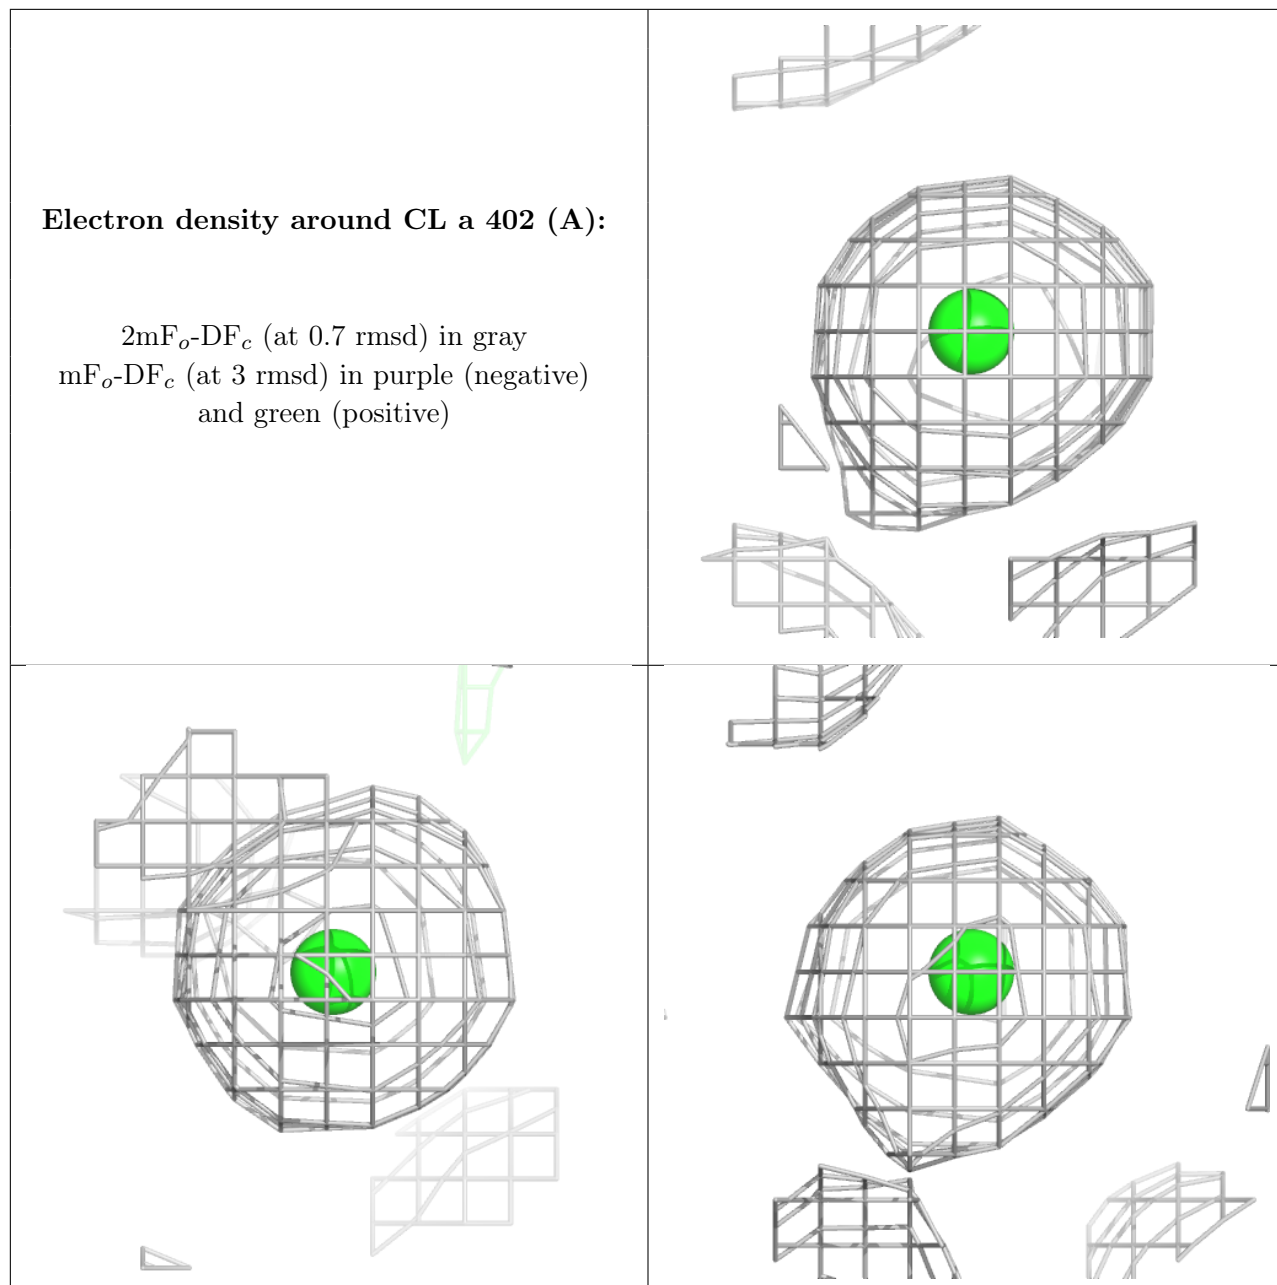 Electron density around CL a 402 (A):
2mFo-DFc (at 0.7 rmsd) in gray
mFo-DFc (at 3 rmsd) in purple (negative)
and green (positive)